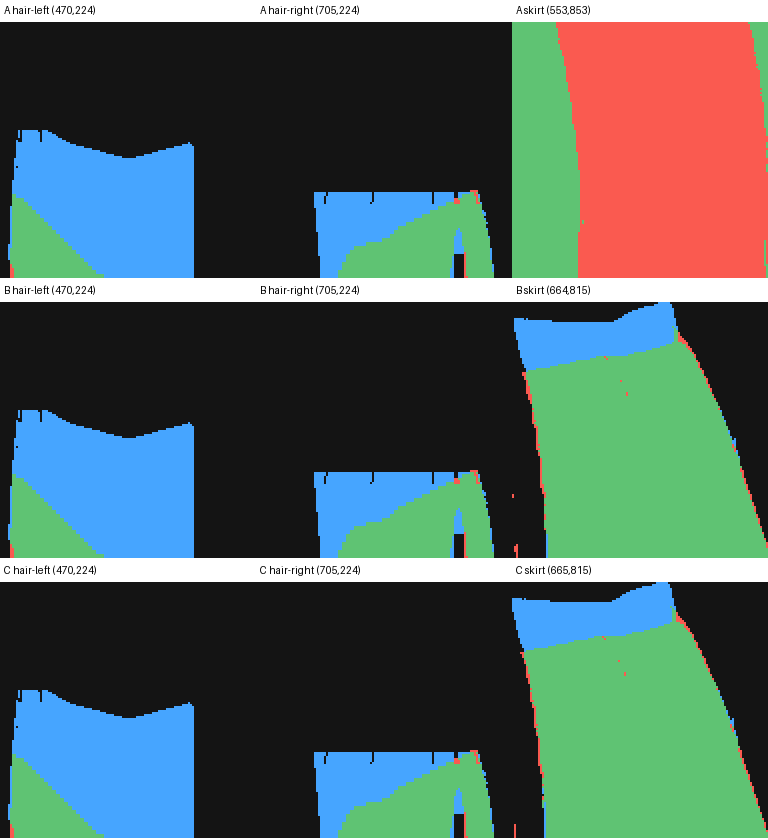 A hair-left (470,224)
A hair-right (705,224)
A skirt (553,853)
B hair-left (470,224)
B hair-right (705,224)
B skirt (664,815)
C hair-left (470,224)
C hair-right (705,224)
C skirt (665,815)